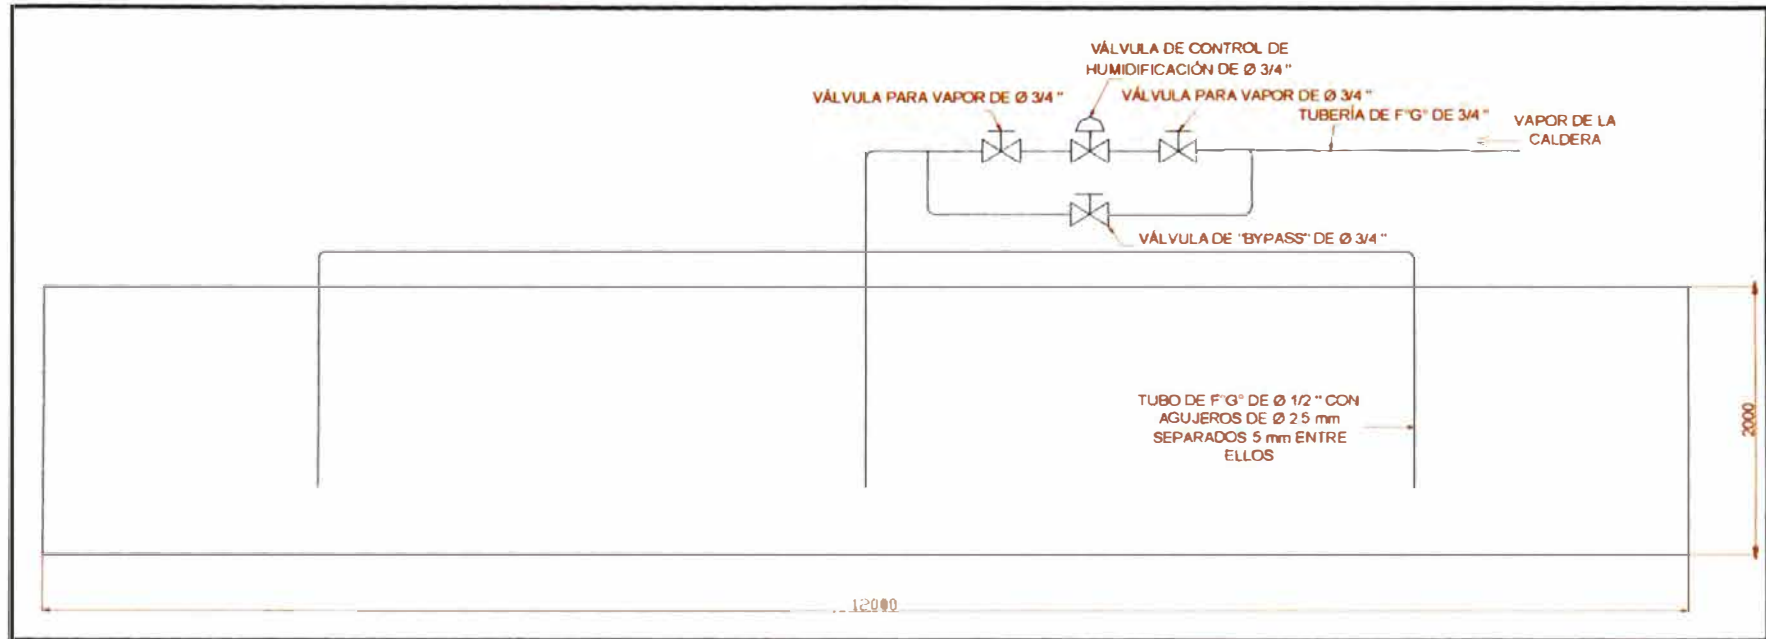 VÁLVULA DE CONTROL DE
HUMIDIFICACIÓN DE Ø 3/4"
VÁLVULA PARA VAPOR DE Ø 3/4"
VÁLVULA PARA VAPOR DE Ø 3/4"
TUBERÍA DE F°G° DE 3/4"
VAPOR DE LA
CALDERA
VÁLVULA DE "BYPASS" DE Ø 3/4"
TUBO DE F°G° DE Ø 1/2" CON
AGUJEROS DE Ø 2.5 mm
SEPARADOS 5 mm ENTRE
ELLOS
2000
12000